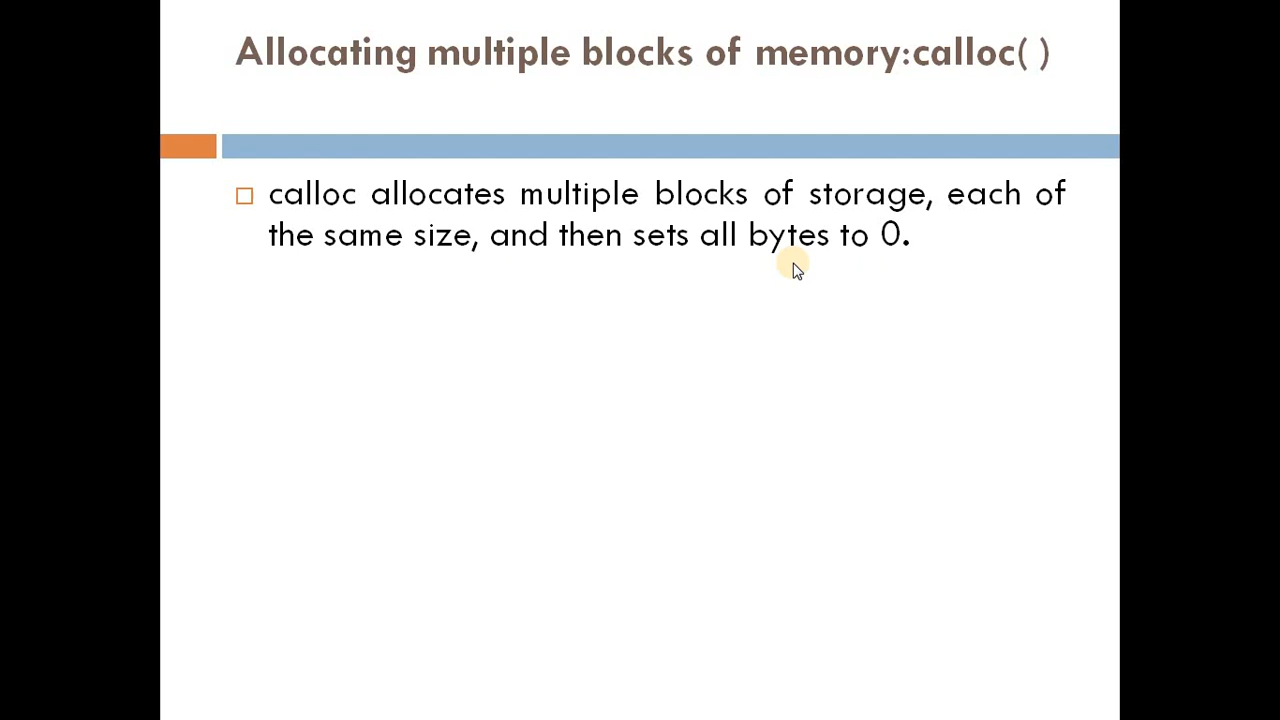 Allocating multiple blocks of memory:calloc( )
calloc allocates multiple blocks of storage, each of
the same size, and then sets all bytes to 0.